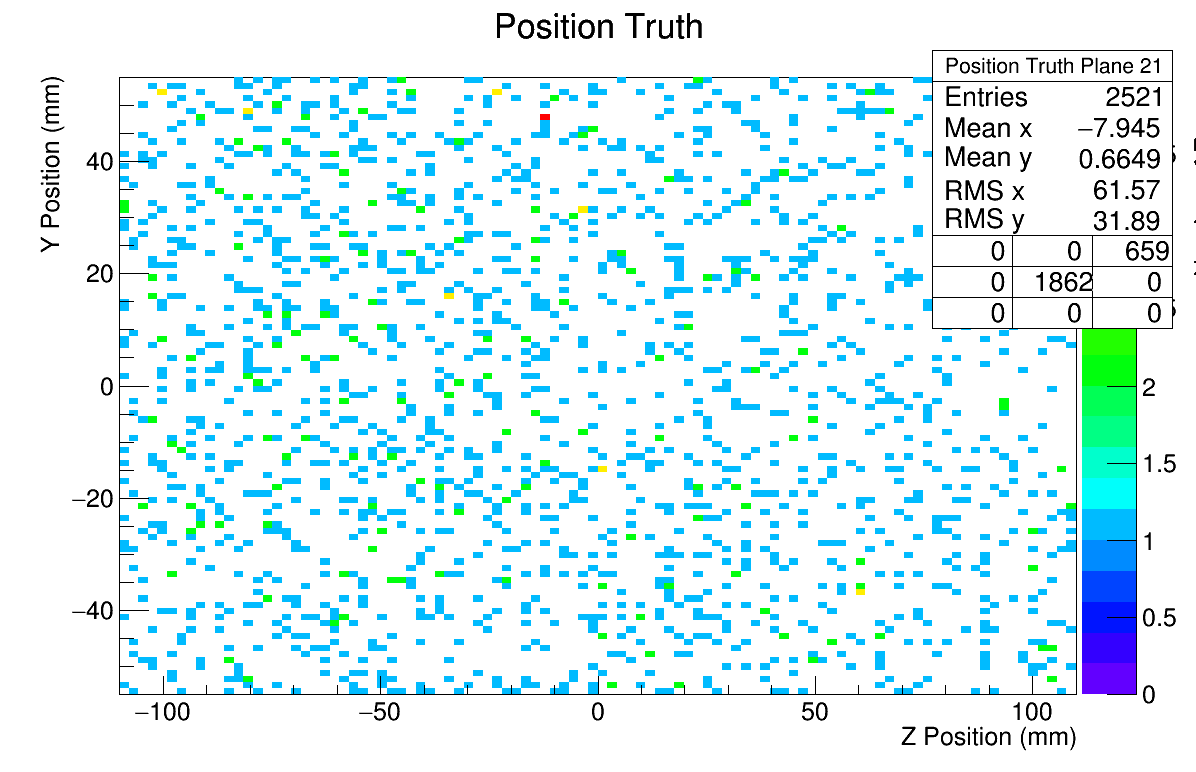 Position Truth
Position Truth Plane 21
Entries 2521
Mean x −7.945
Mean y 0.6649
RMS x 61.57
RMS y 31.89
0 0 659
0 1862 0
0 0 0
Y Position (mm)
40
20
0
−20
−40
2
1.5
1
0.5
0
−100 −50 0 50 100
Z Position (mm)